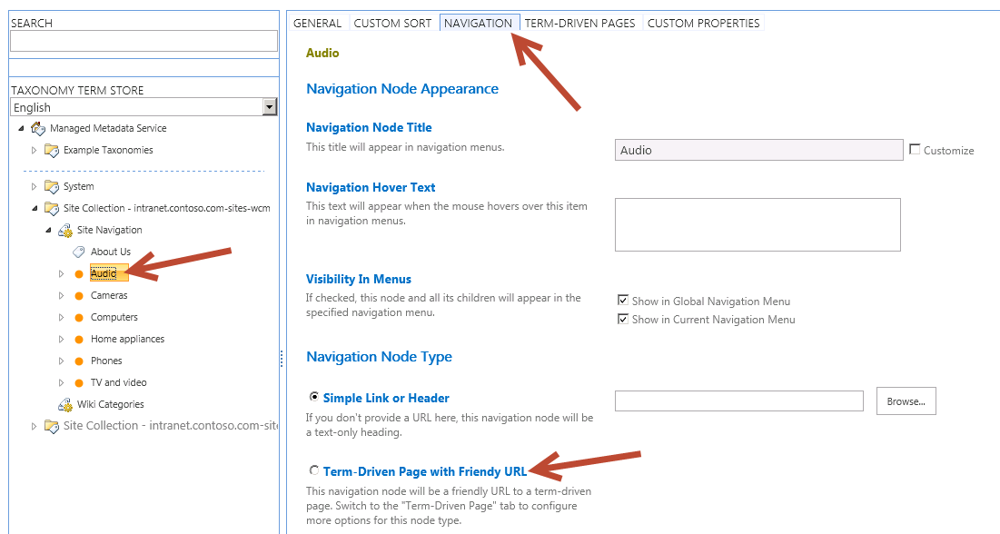 SEARCH
TAXONOMY TERM STORE
English
Managed Metadata Service
Example Taxonomies
System
Site Collection - intranet.contoso.com-sites-wcm
Site Navigation
About Us
Audio
Cameras
Computers
Home appliances
Phones
TV and video
Wiki Categories
Site Collection - intranet.contoso.com-sit
GENERAL CUSTOM SORT NAVIGATION TERM-DRIVEN PAGES CUSTOM PROPERTIES
Audio
Navigation Node Appearance
Navigation Node Title
This title will appear in navigation menus.
Audio
Customize
Navigation Hover Text
This text will appear when the mouse hovers over this item
in navigation menus.
Visibility In Menus
If checked, this node and all its children will appear in the
specified navigation menu.
Show in Global Navigation Menu
Show in Current Navigation Menu
Navigation Node Type
Simple Link or Header
If you don't provide a URL here, this navigation node will be
a text-only heading.
Browse...
Term-Driven Page with Friendy URL
This navigation node will be a friendly URL to a term-driven
page. Switch to the "Term-Driven Page" tab to configure
more options for this node type.